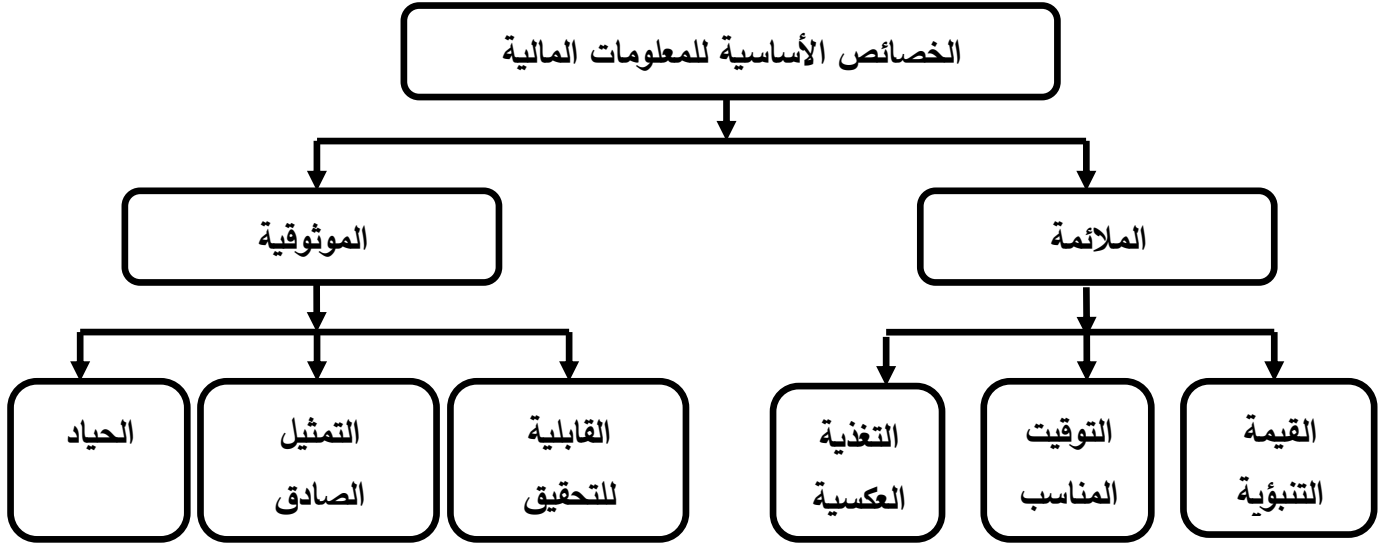 الخصائص الأساسية للمعلومات المالية
الملائمة
الموثوقية
القيمة
التنبؤية
التوقيت
المناسب
التغذية
العكسية
القابلية
للتحقيق
التمثيل
الصادق
الحياد